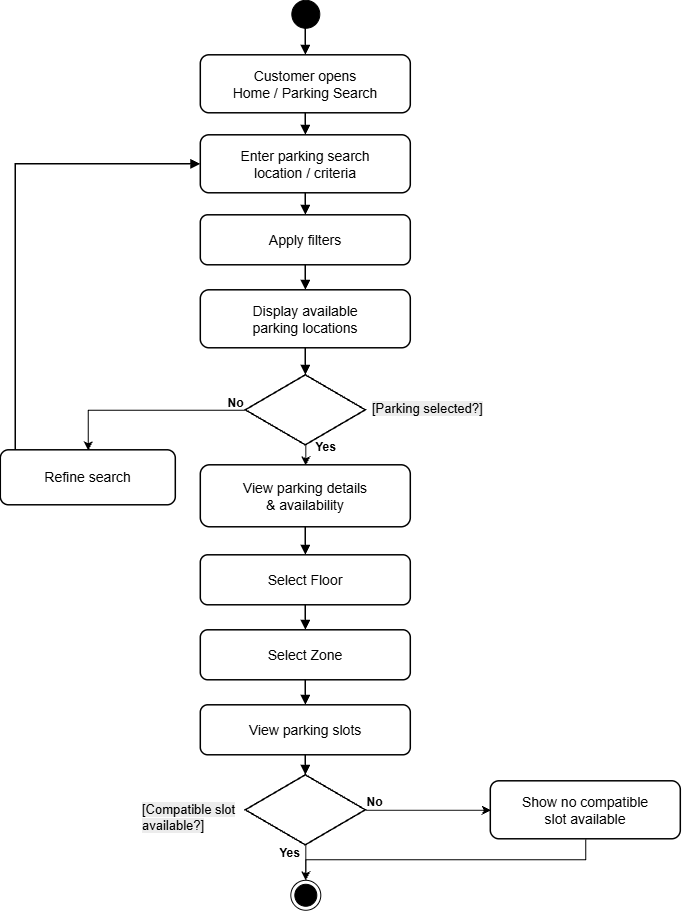 Customer opens
Home / Parking Search
Enter parking search
location / criteria
Apply filters
Display available
parking locations
No
[Parking selected?]
Yes
Refine search
View parking details
& availability
Select Floor
Select Zone
View parking slots
[Compatible slot
available?]
No
Show no compatible
slot available
Yes